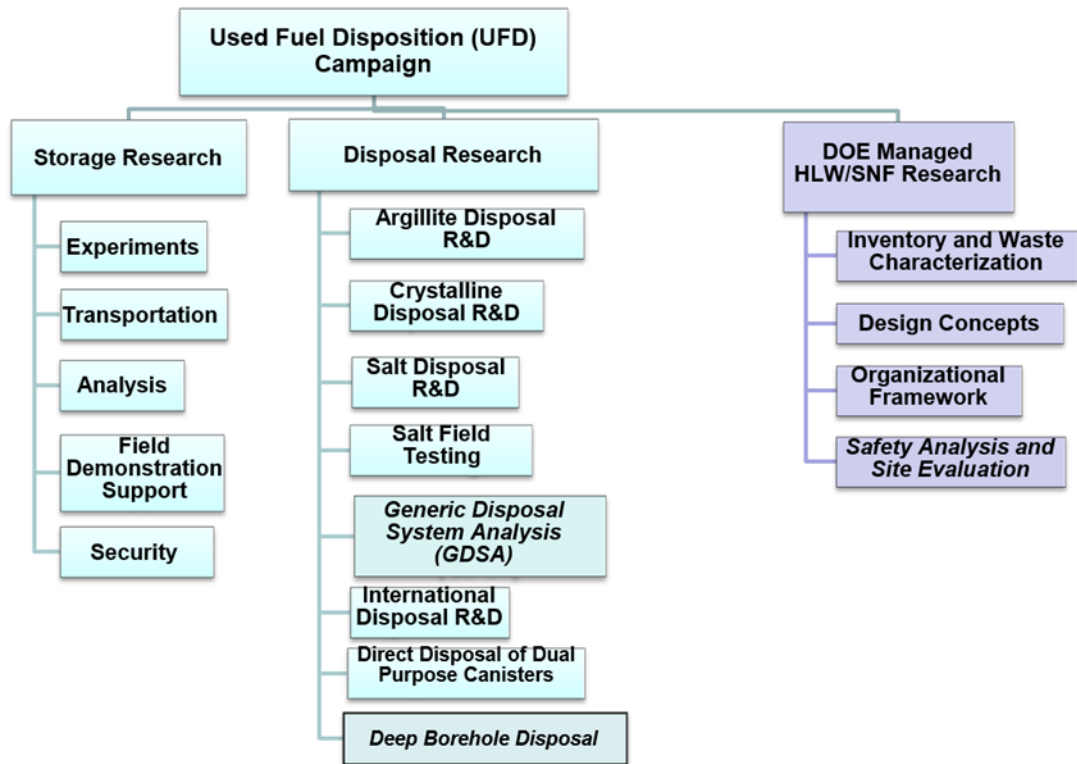 Used Fuel Disposition (UFD)
Campaign
Storage Research
Experiments
Transportation
Analysis
Field
Demonstration
Support
Security
Disposal Research
Argillite Disposal
R&D
Crystalline
Disposal R&D
Salt Disposal
R&D
Salt Field
Testing
Generic Disposal
System Analysis
(GDSA)
International
Disposal R&D
Direct Disposal of Dual
Purpose Canisters
Deep Borehole Disposal
DOE Managed
HLW/SNF Research
Inventory and Waste
Characterization
Design Concepts
Organizational
Framework
Safety Analysis and
Site Evaluation